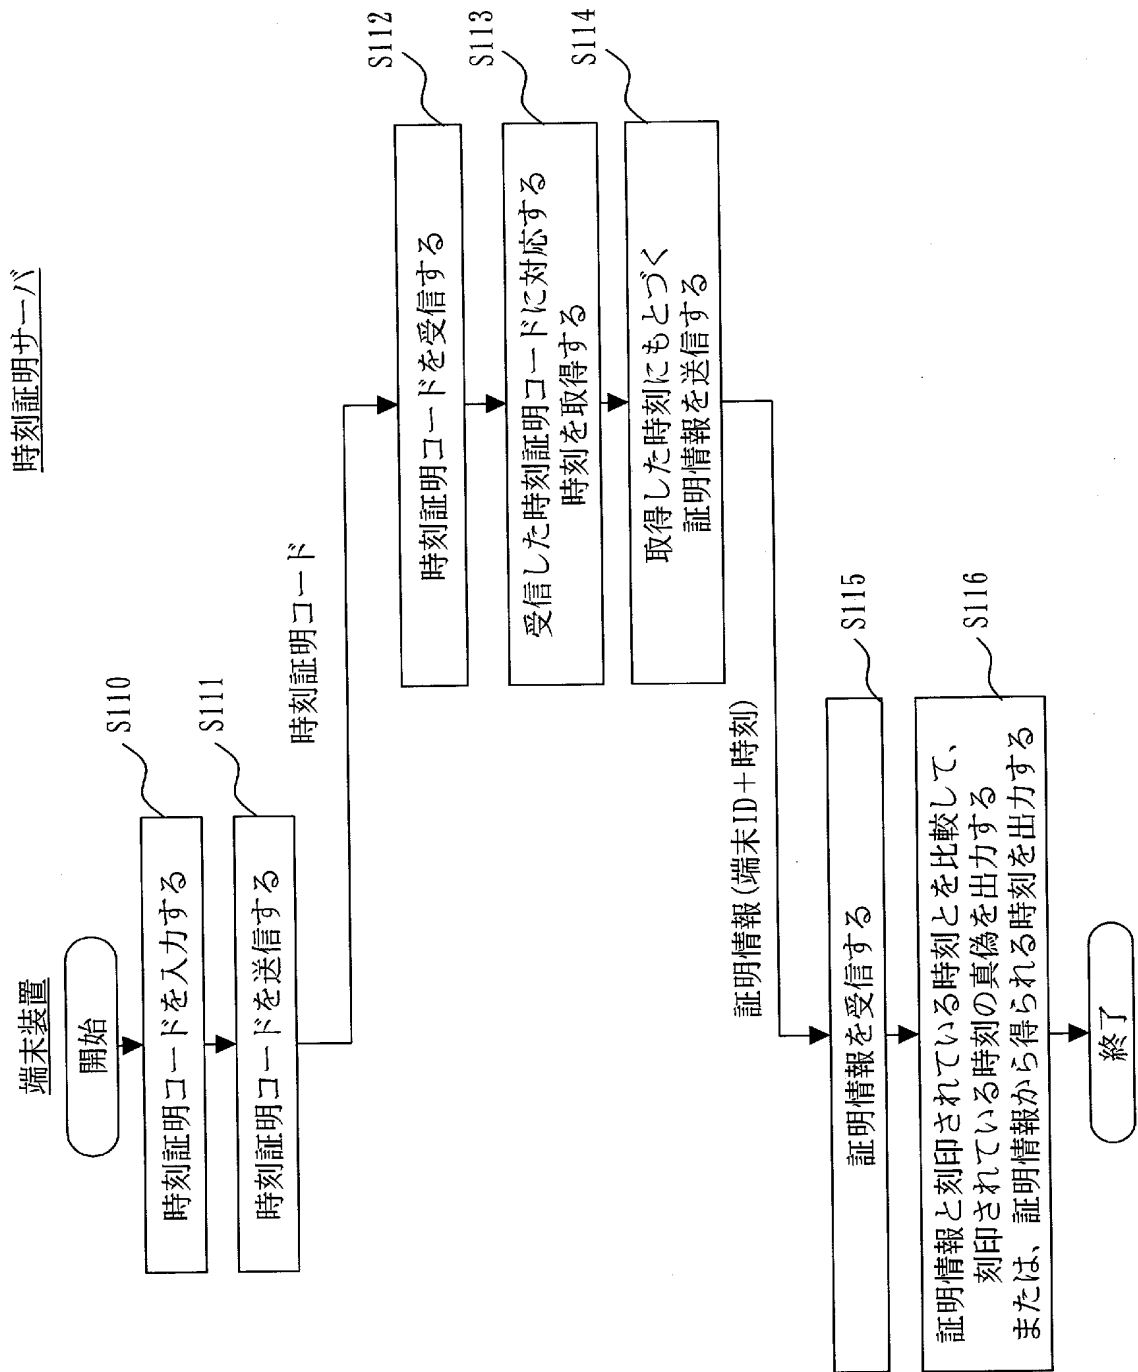 端末装置
時刻証明サーバ
開始
時刻証明コードを入力する
S110
時刻証明コードを送信する
S111
時刻証明コード
時刻証明コードを受信する
S112
受信した時刻証明コードに対応する
時刻を取得する
S113
取得した時刻にもとづく
証明情報を送信する
S114
証明情報(端末ID+時刻)
証明情報を受信する
S115
証明情報と刻印されている時刻とを比較して、
刻印されている時刻の真偽を出力する
または、証明情報から得られる時刻を出力する
S116
終了